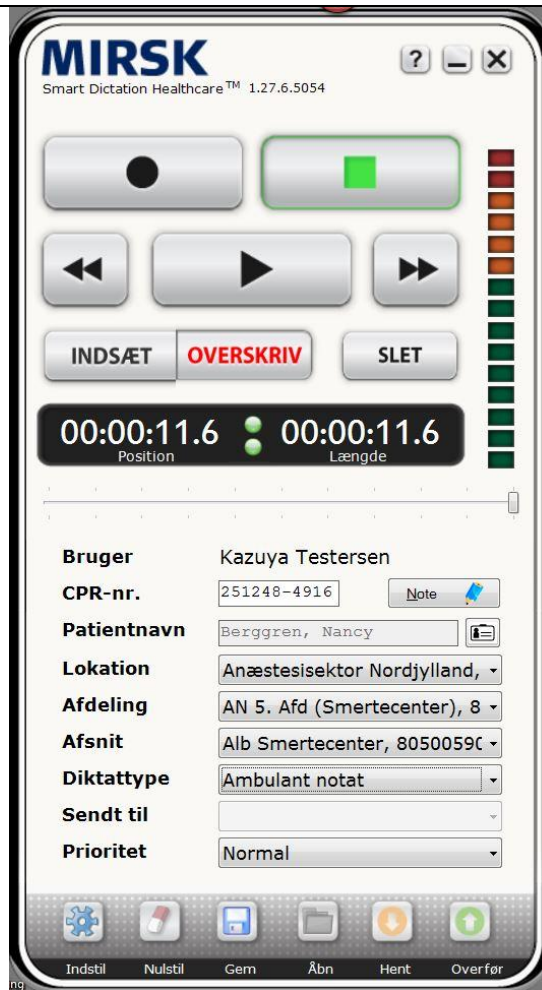 MIRSK
Smart Dictation Healthcare™ 1.27.6.5054
?
INDSÆT OVERSKRIV SLET
00:00:11.6 00:00:11.6
Position Længde
Bruger Kazuya Testersen
CPR-nr. 251248-4916 Note
Patientnavn Berggren, Nancy
Lokation Anæstesisektor Nordjylland,
Afdeling AN 5. Afd (Smertecenter), 8
Afsnit Alb Smertecenter, 8050059C
Diktattype Ambulant notat
Sendt til
Prioritet Normal
Indstil Nulstil Gem Åbn Hent Overfør
ng